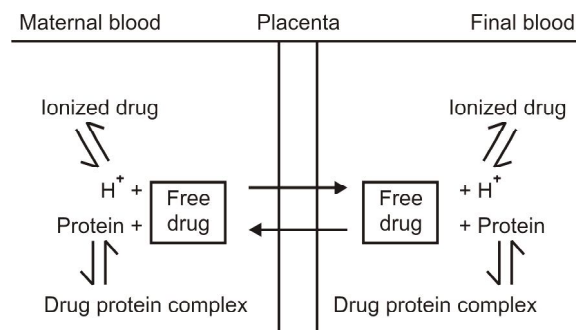 Maternal blood Placenta Final blood
Ionized drug Ionized drug
H+ + Free drug + H+
Protein + Free drug + Protein
Drug protein complex Drug protein complex